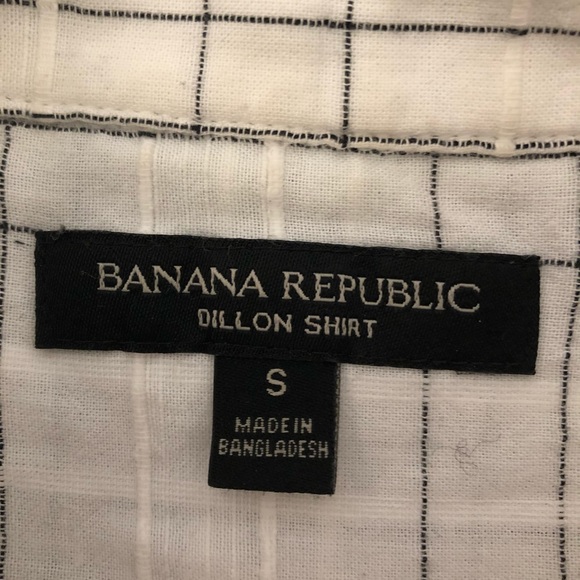 BANANA REPUBLIC
DILLON SHIRT
S
MADE IN
BANGLADESH